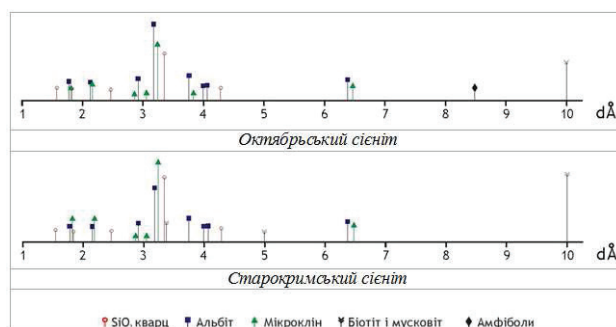 1 2 3 4 5 6 7 8 9 10 dÅ
Октябрьський сієніт
1 2 3 4 5 6 7 8 9 10 dÅ
Старокримський сієніт
SiO₂ кварц Альбіт Мікроклін Біотіт і мусковіт Амфіболи